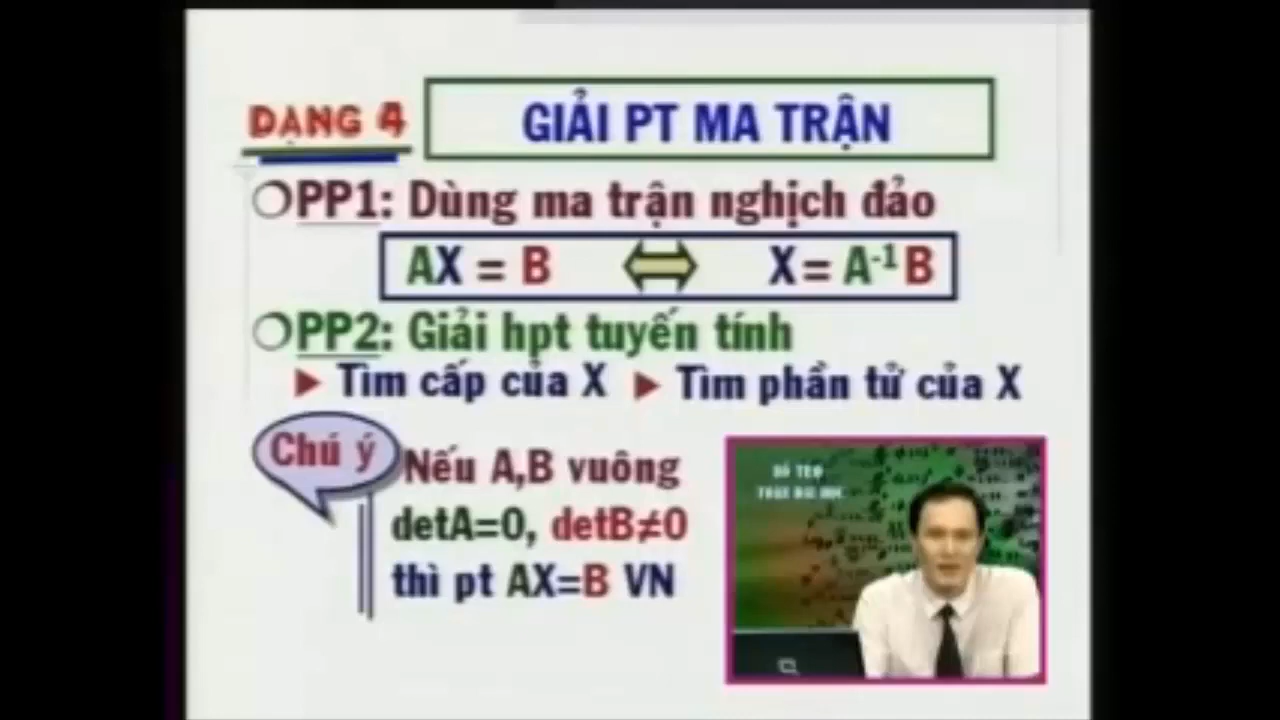 DẠNG 4
GIẢI PT MA TRẬN
PP1: Dùng ma trận nghịch đảo
AX = B ⇔ X = A⁻¹B
PP2: Giải hpt tuyến tính
Tìm cấp của X
Tìm phần tử của X
Chú ý
Nếu A,B vuông
detA=0, detB≠0
thì pt AX=B VN